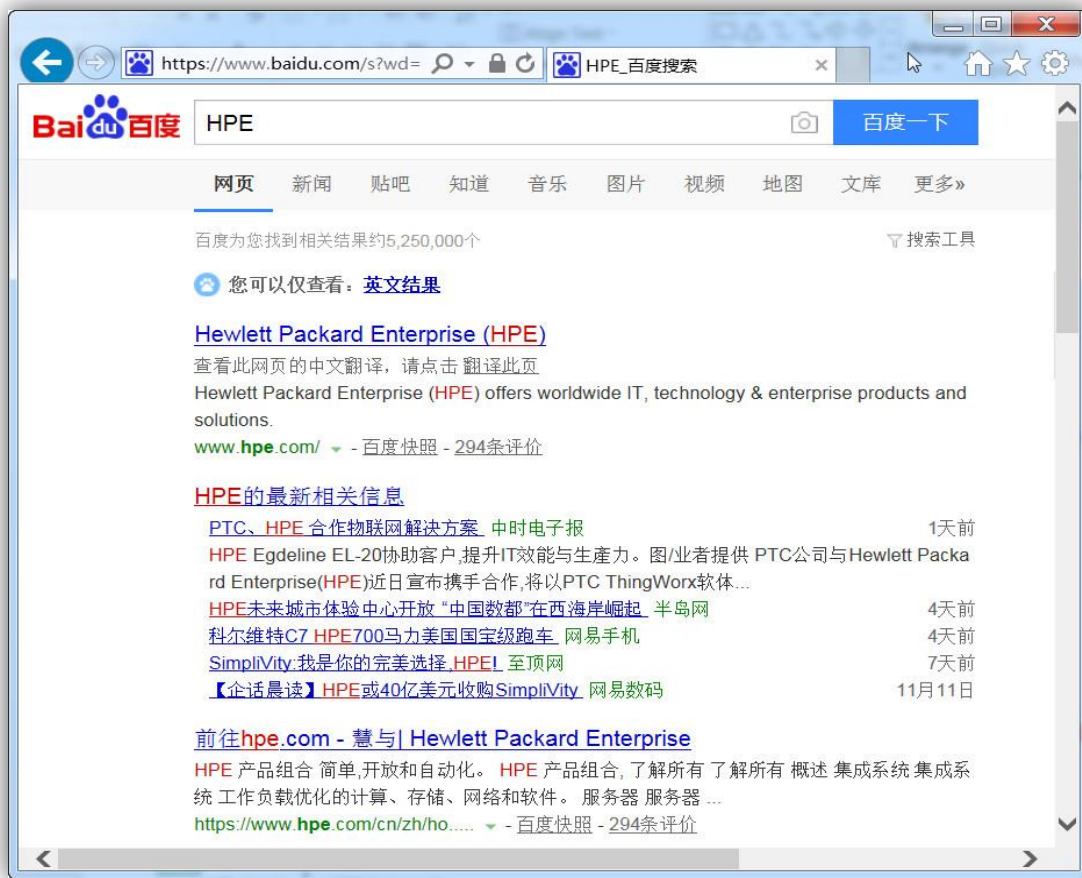 https://www.baidu.com/s?wd=
HPE_百度搜索
Bai du 百度
HPE
百度一下
网页 新闻 贴吧 知道 音乐 图片 视频 地图 文库 更多»
百度为您找到相关结果约5,250,000个
搜索工具
您可以仅查看：英文结果
Hewlett Packard Enterprise (HPE)
查看此网页的中文翻译，请点击 翻译此页
Hewlett Packard Enterprise (HPE) offers worldwide IT, technology & enterprise products and
solutions.
www.hpe.com/ - 百度快照 - 294条评价
HPE的最新相关信息
PTC、HPE 合作物联网解决方案 中时电子报 1天前
HPE Egdeline EL-20协助客户,提升IT效能与生產力。图/业者提供 PTC公司与Hewlett Packa
rd Enterprise(HPE)近日宣布携手合作,将以PTC ThingWorx软体...
HPE未来城市体验中心开放 “中国数都”在西海岸崛起 半岛网 4天前
科尔维特C7 HPE700马力美国国宝级跑车 网易手机 4天前
SimpliVity:我是你的完美选择,HPE! 至顶网 7天前
【企话晨读】HPE或40亿美元收购SimpliVity 网易数码 11月11日
前往hpe.com - 慧与| Hewlett Packard Enterprise
HPE 产品组合 简单,开放和自动化。 HPE 产品组合, 了解所有 了解所有 概述 集成系统 集成系
统 工作负载优化的计算、存储、网络和软件。 服务器 服务器 ...
https://www.hpe.com/cn/zh/ho..... - 百度快照 - 294条评价